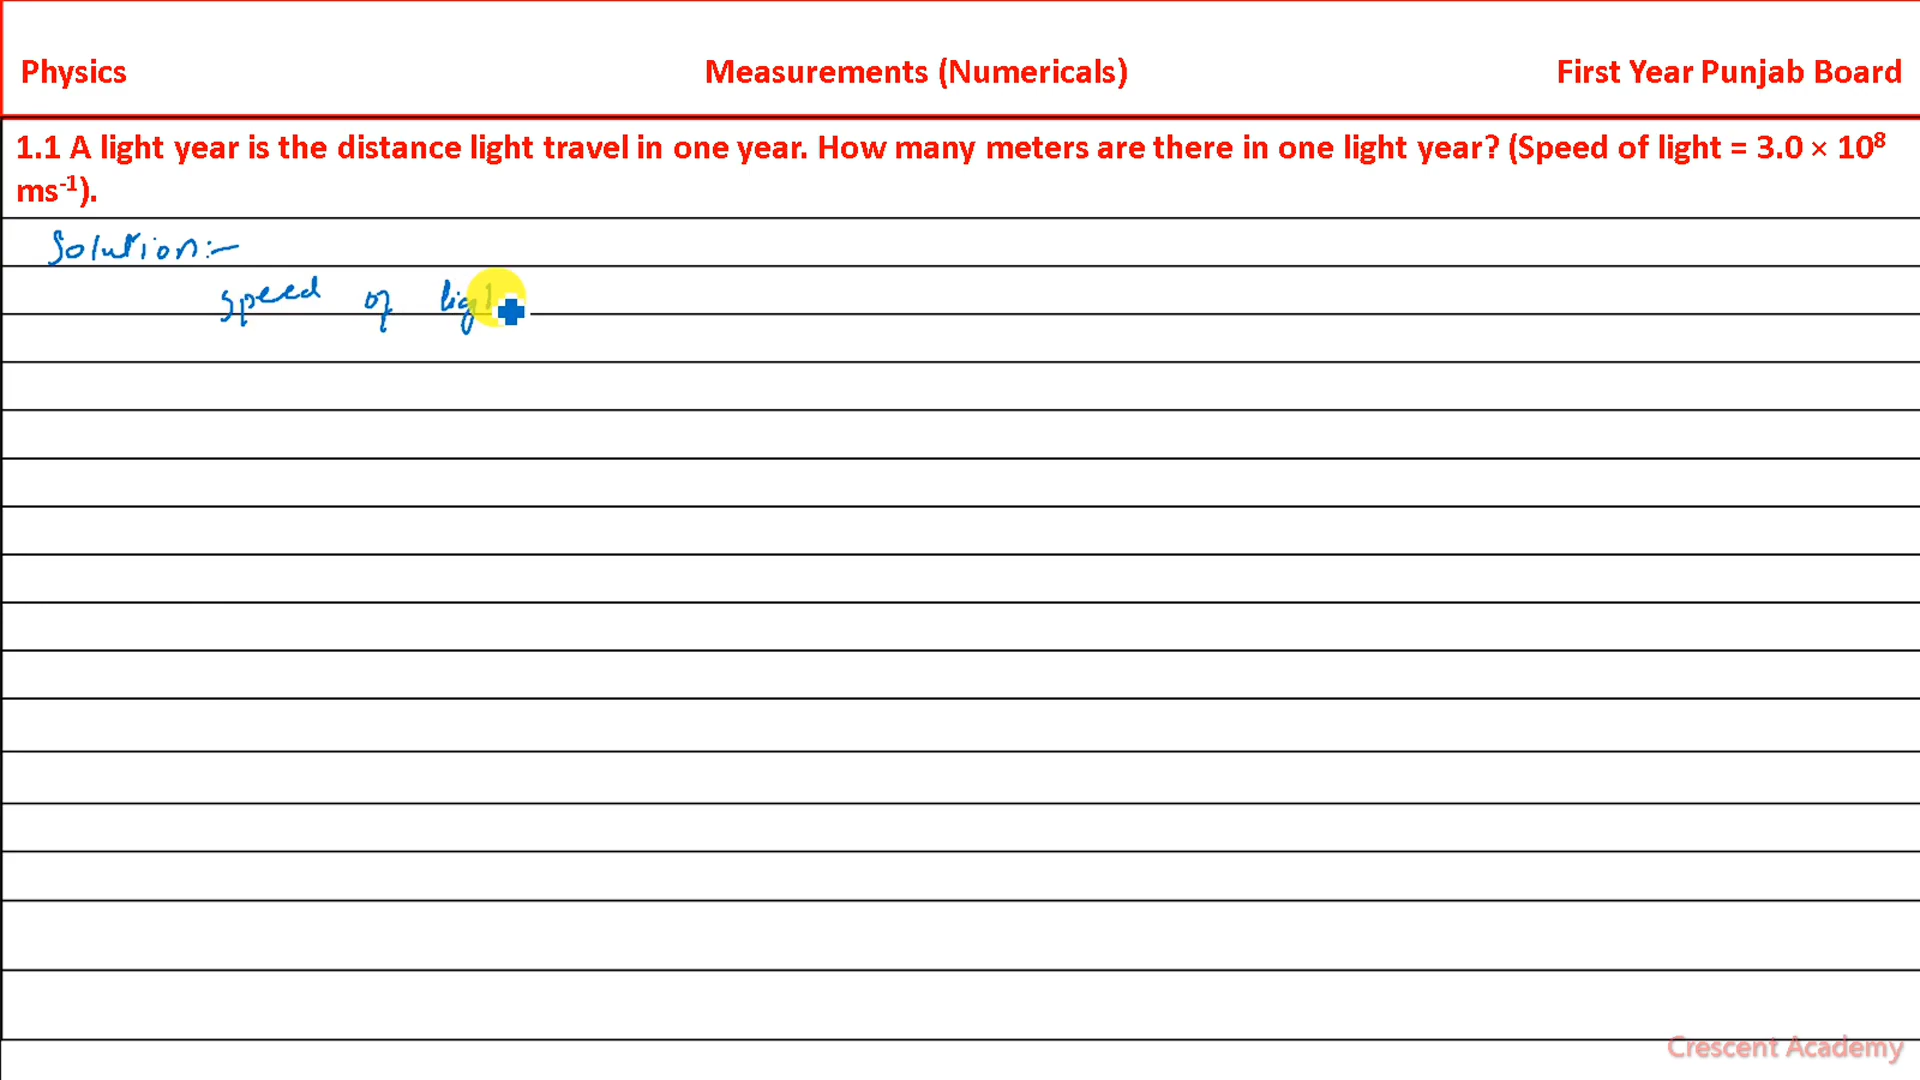 Physics Measurements (Numericals) First Year Punjab Board
1.1 A light year is the distance light travel in one year. How many meters are there in one light year? (Speed of light = 3.0 × 10⁸
ms⁻¹).
Solution:-
speed of ligh
Crescent Academy